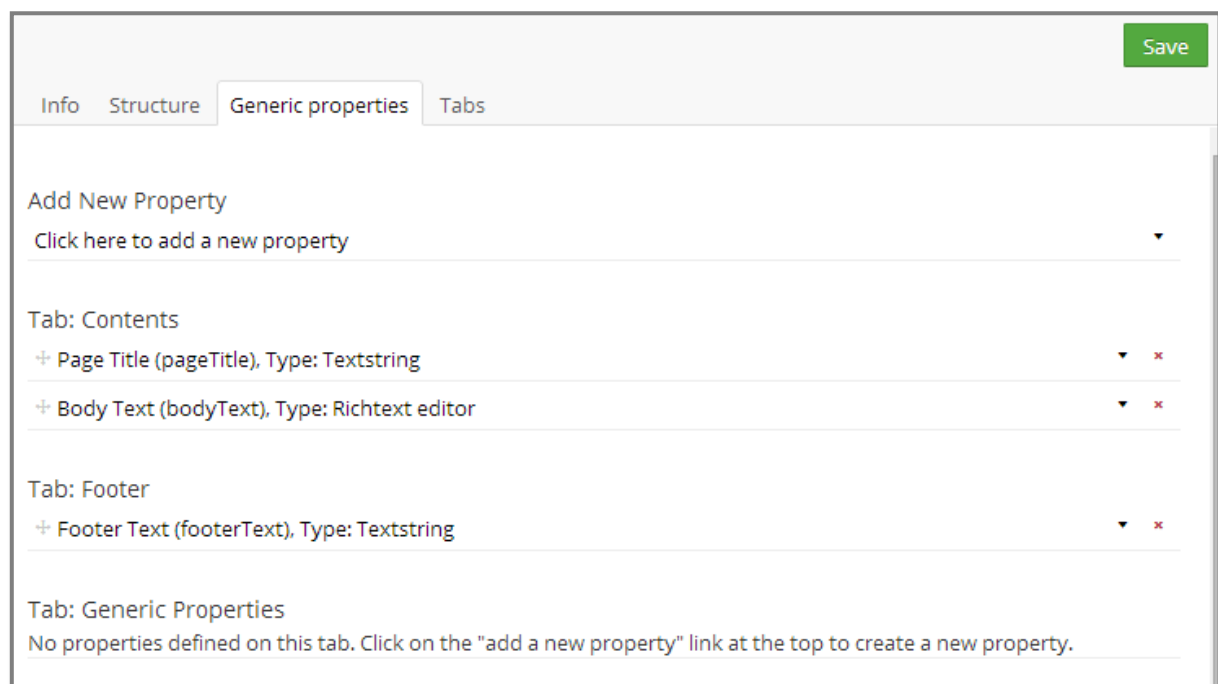 Save
Info Structure Generic properties Tabs
Add New Property
Click here to add a new property
Tab: Contents
Page Title (pageTitle), Type: Textstring
Body Text (bodyText), Type: Richtext editor
Tab: Footer
Footer Text (footerText), Type: Textstring
Tab: Generic Properties
No properties defined on this tab. Click on the "add a new property" link at the top to create a new property.